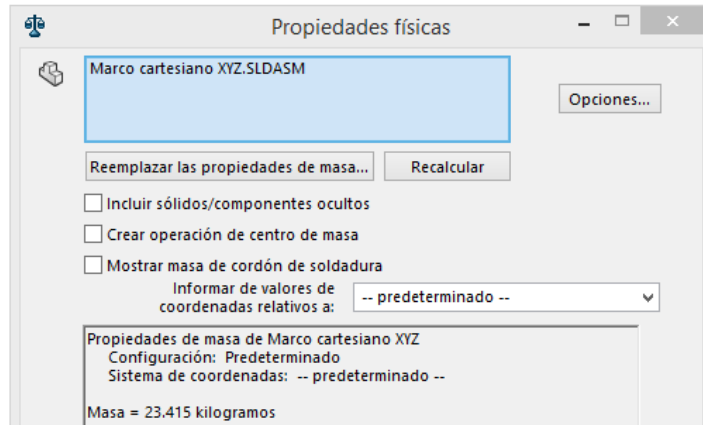 Propiedades físicas
Marco cartesiano XYZ.SLDASM
Opciones...
Reemplazar las propiedades de masa...
Recalcular
Incluir sólidos/componentes ocultos
Crear operación de centro de masa
Mostrar masa de cordón de soldadura
Informar de valores de
coordenadas relativos a:
-- predeterminado --
Propiedades de masa de Marco cartesiano XYZ
Configuración: Predeterminado
Sistema de coordenadas: -- predeterminado --
Masa = 23.415 kilogramos